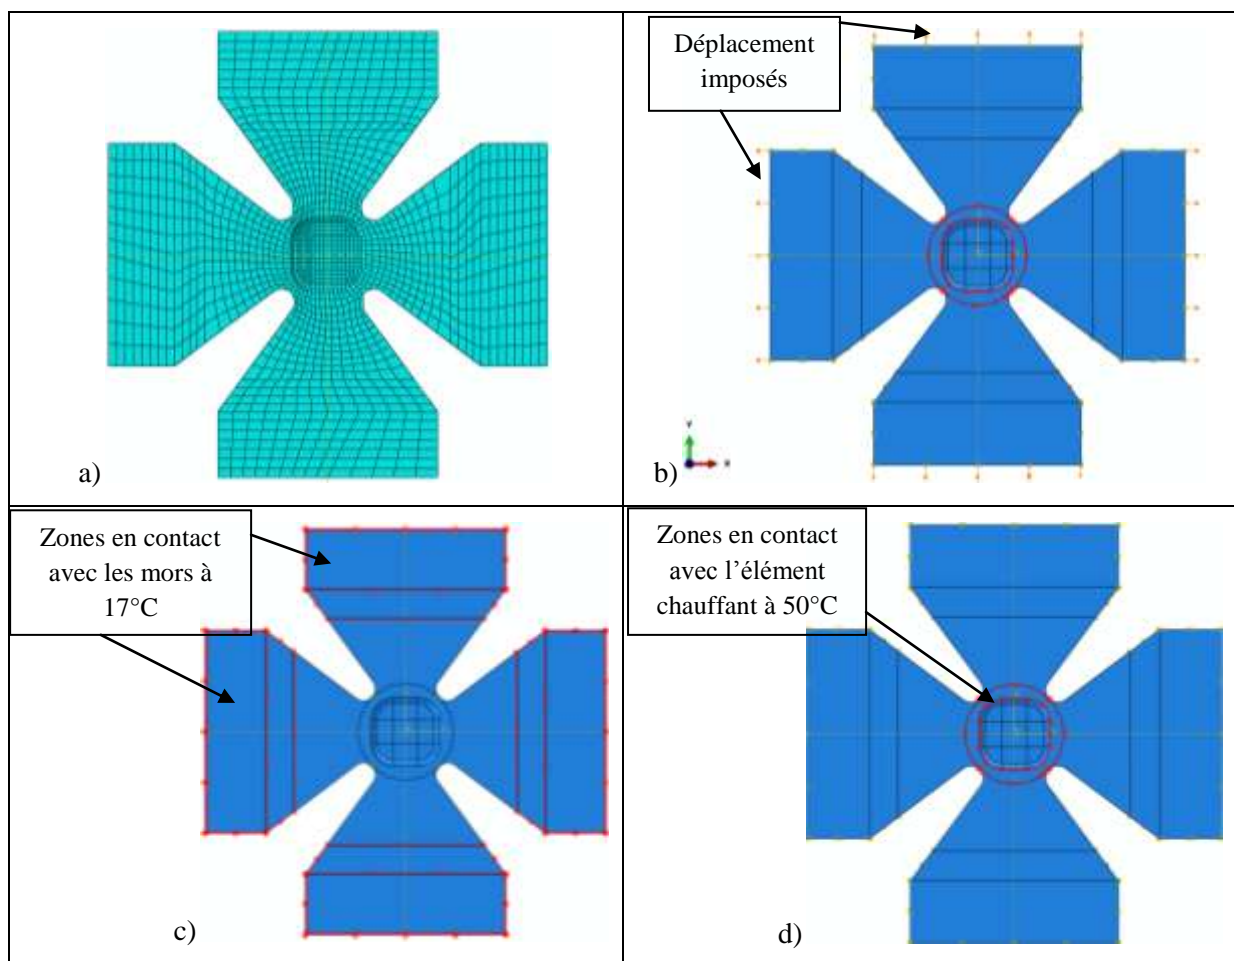 a)
Déplacement
imposés
Y
X
b)
Zones en contact
avec les mors à
17°C
c)
Zones en contact
avec l'élément
chauffant à 50°C
d)